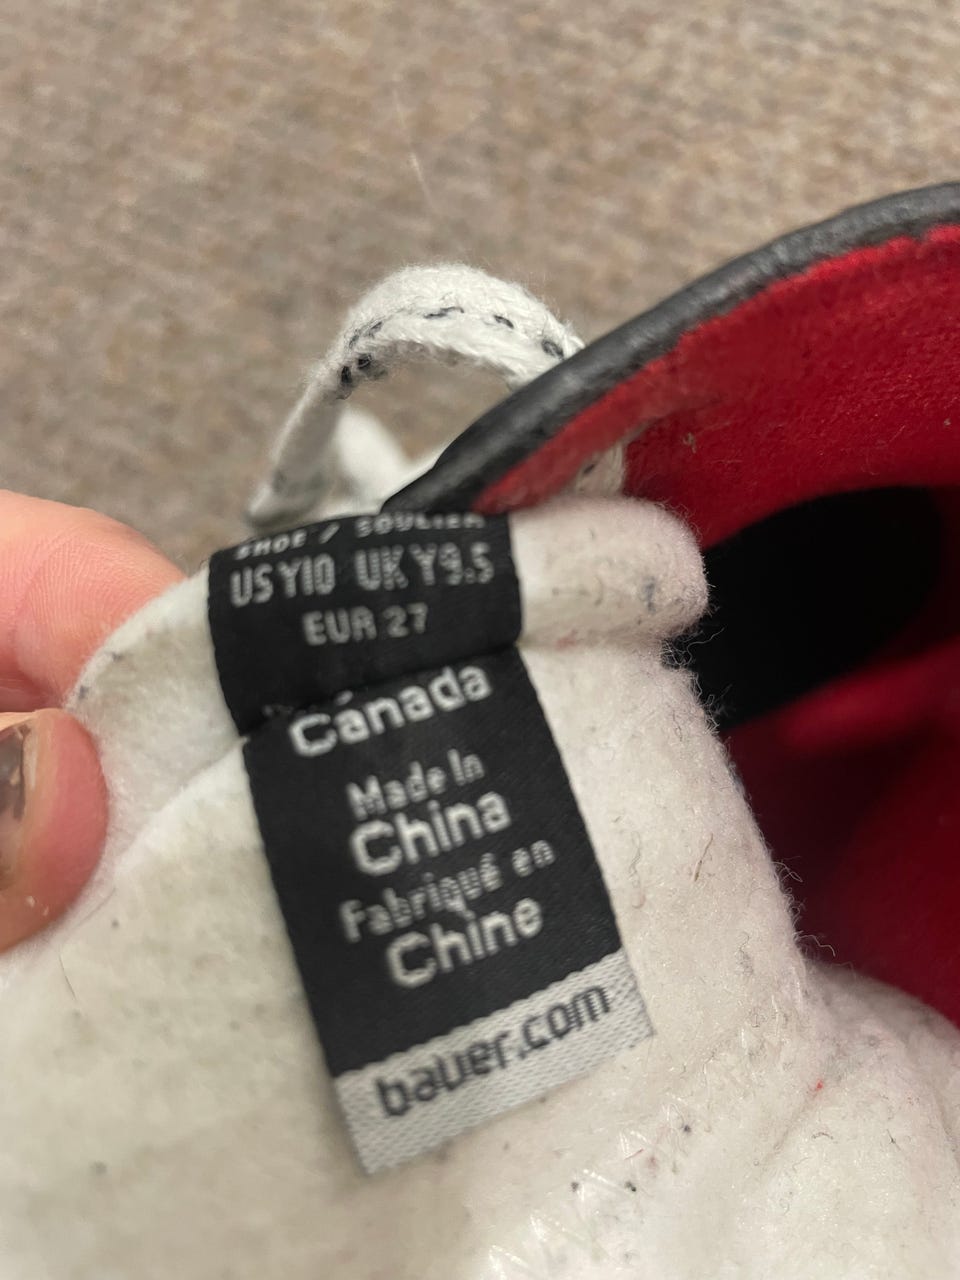 SHOE / SOULIER
US Y10 UK Y9.5
EUR 27
Canada
Made In
China
Fabriqué en
Chine
bauer.com